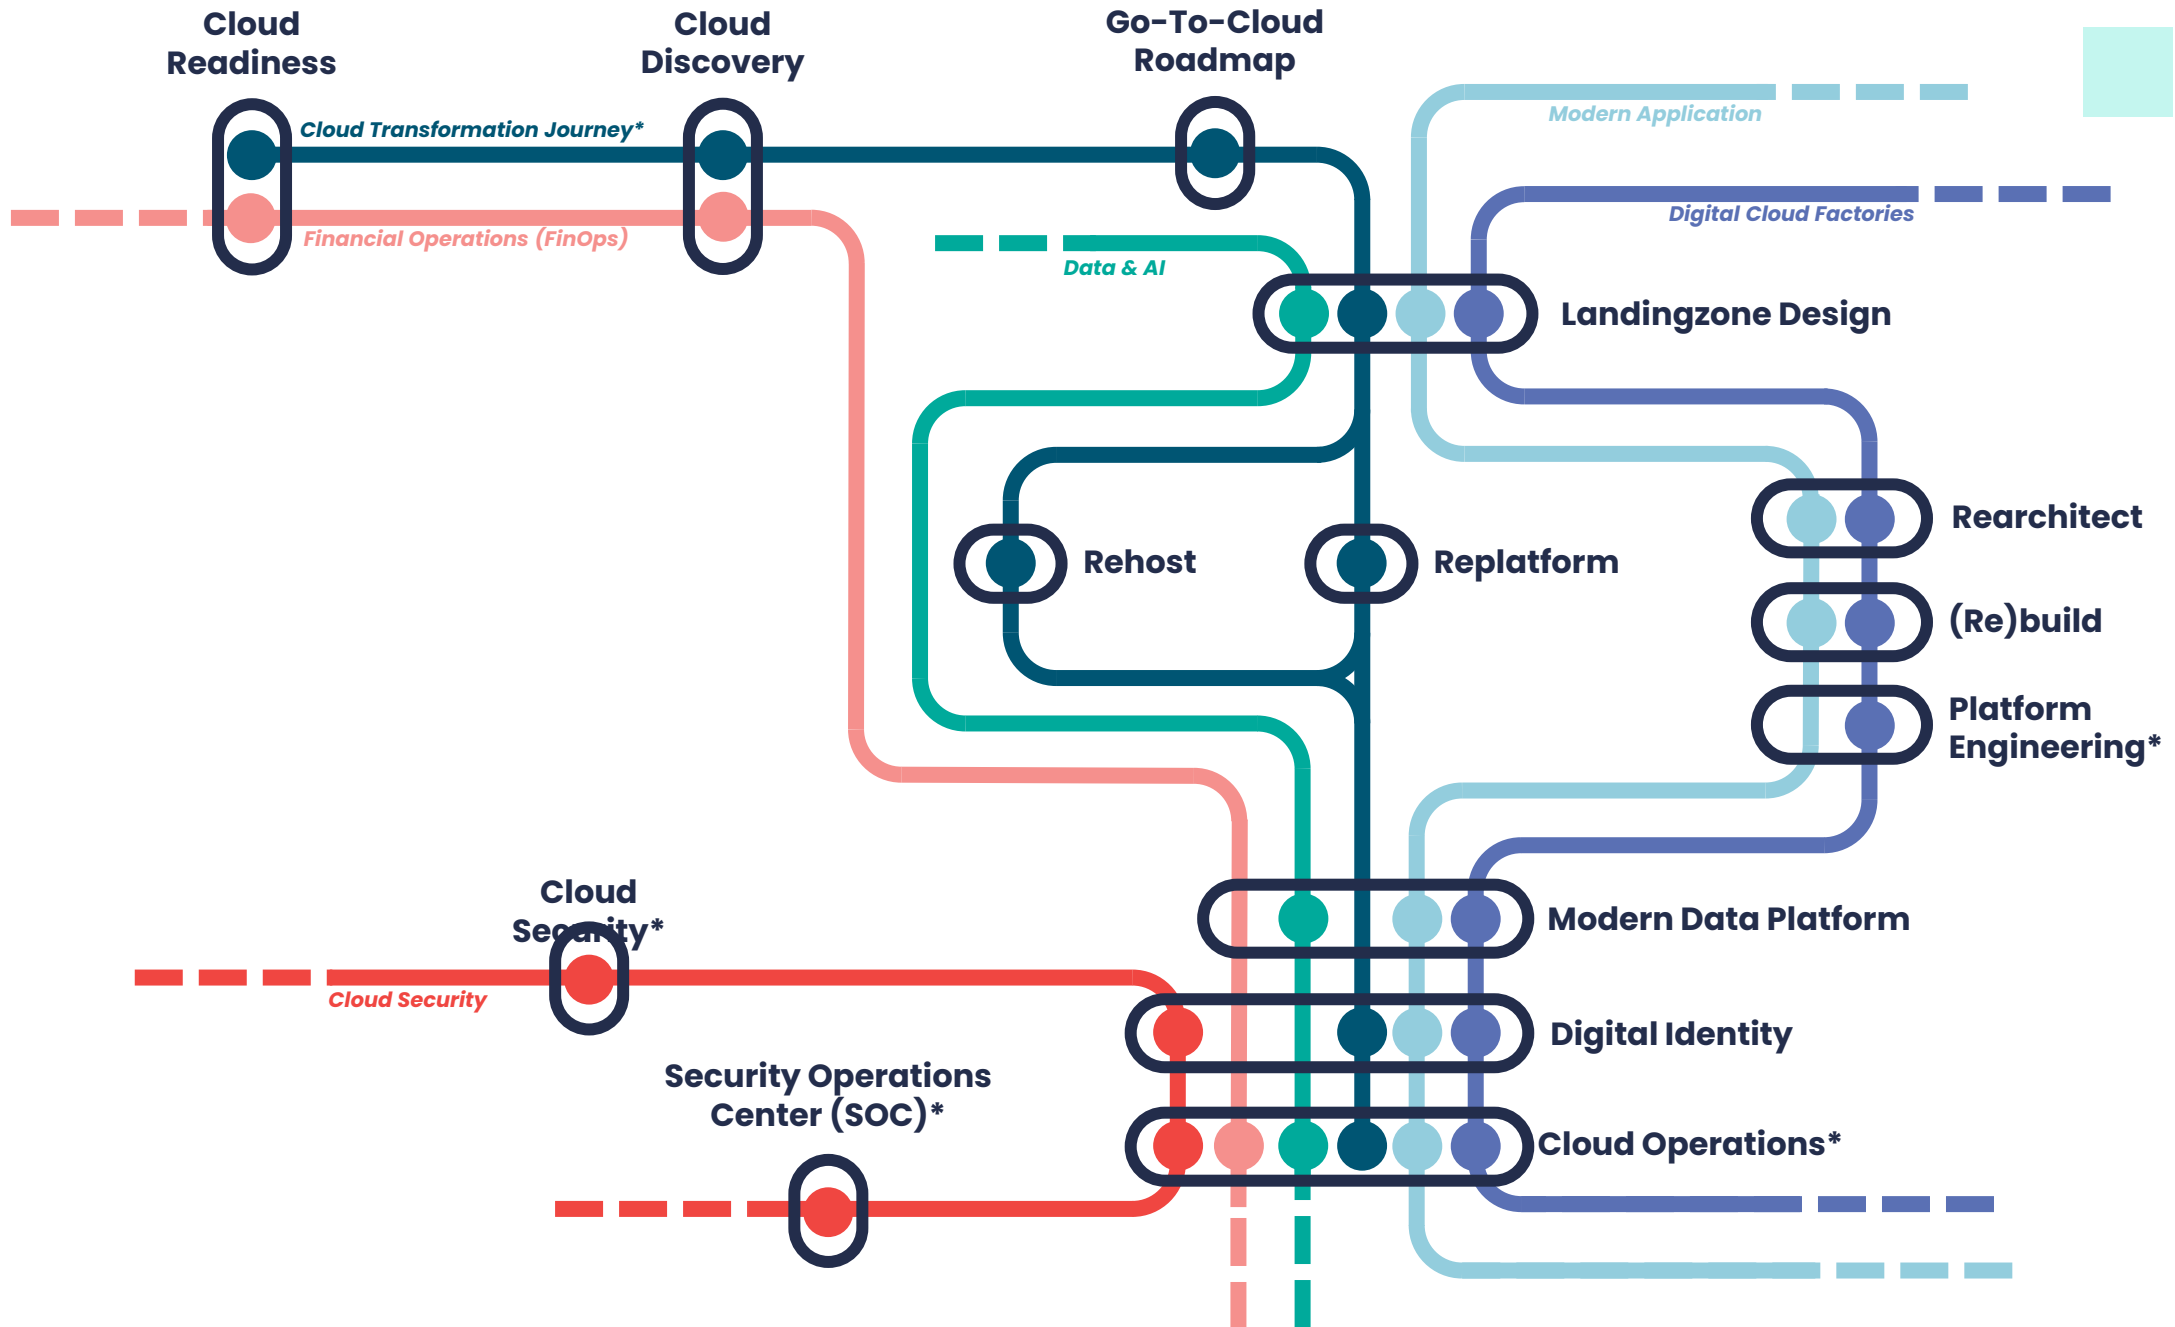 Cloud
Readiness
Cloud
Discovery
Go-To-Cloud
Roadmap
Cloud Transformation Journey*
Financial Operations (FinOps)
Modern Application
Digital Cloud Factories
Data & AI
Landingzone Design
Rehost
Replatform
Rearchitect
(Re)build
Platform
Engineering*
Cloud
Security*
Cloud Security
Modern Data Platform
Digital Identity
Security Operations
Center (SOC)*
Cloud Operations*